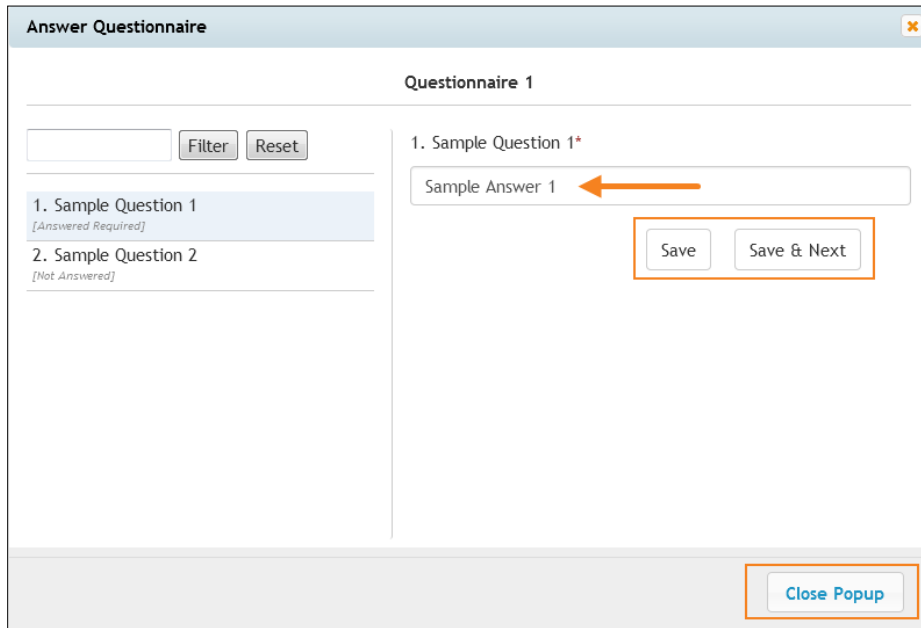 Answer Questionnaire
Questionnaire 1
Filter Reset
1. Sample Question 1
[Answered Required]
2. Sample Question 2
[Not Answered]
1. Sample Question 1*
Sample Answer 1
Save Save & Next
Close Popup